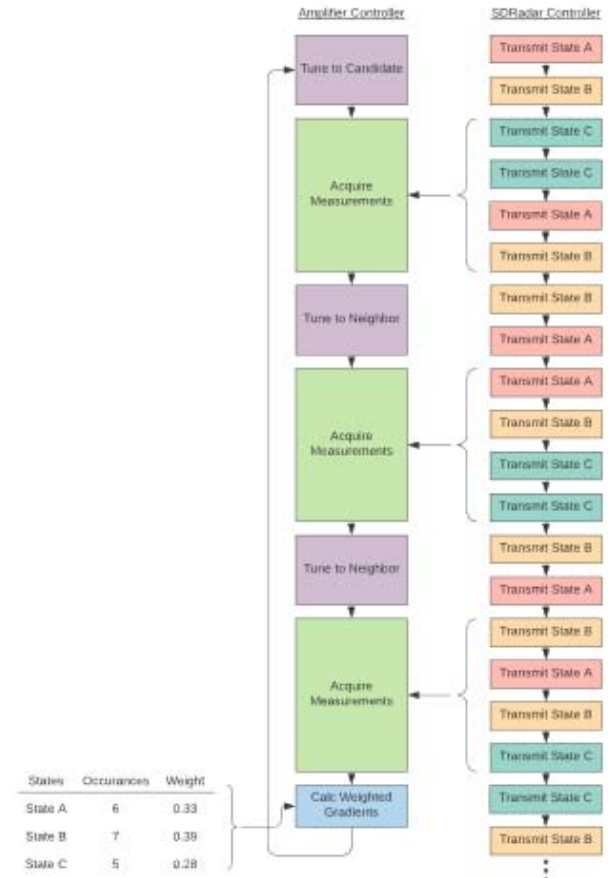 Amplifier Controller
SDRadar Controller
Tune to Candidate
Acquire
Measurements
Tune to Neighbor
Acquire
Measurements
Tune to Neighbor
Acquire
Measurements
Calc Weighted
Gradients
Transmit State A
Transmit State B
Transmit State C
Transmit State C
Transmit State A
Transmit State B
Transmit State B
Transmit State A
Transmit State A
Transmit State B
Transmit State C
Transmit State C
Transmit State B
Transmit State A
Transmit State B
Transmit State A
Transmit State B
Transmit State C
Transmit State C
Transmit State B
States Occurances Weight
State A 6 0.33
State B 7 0.39
State C 5 0.28